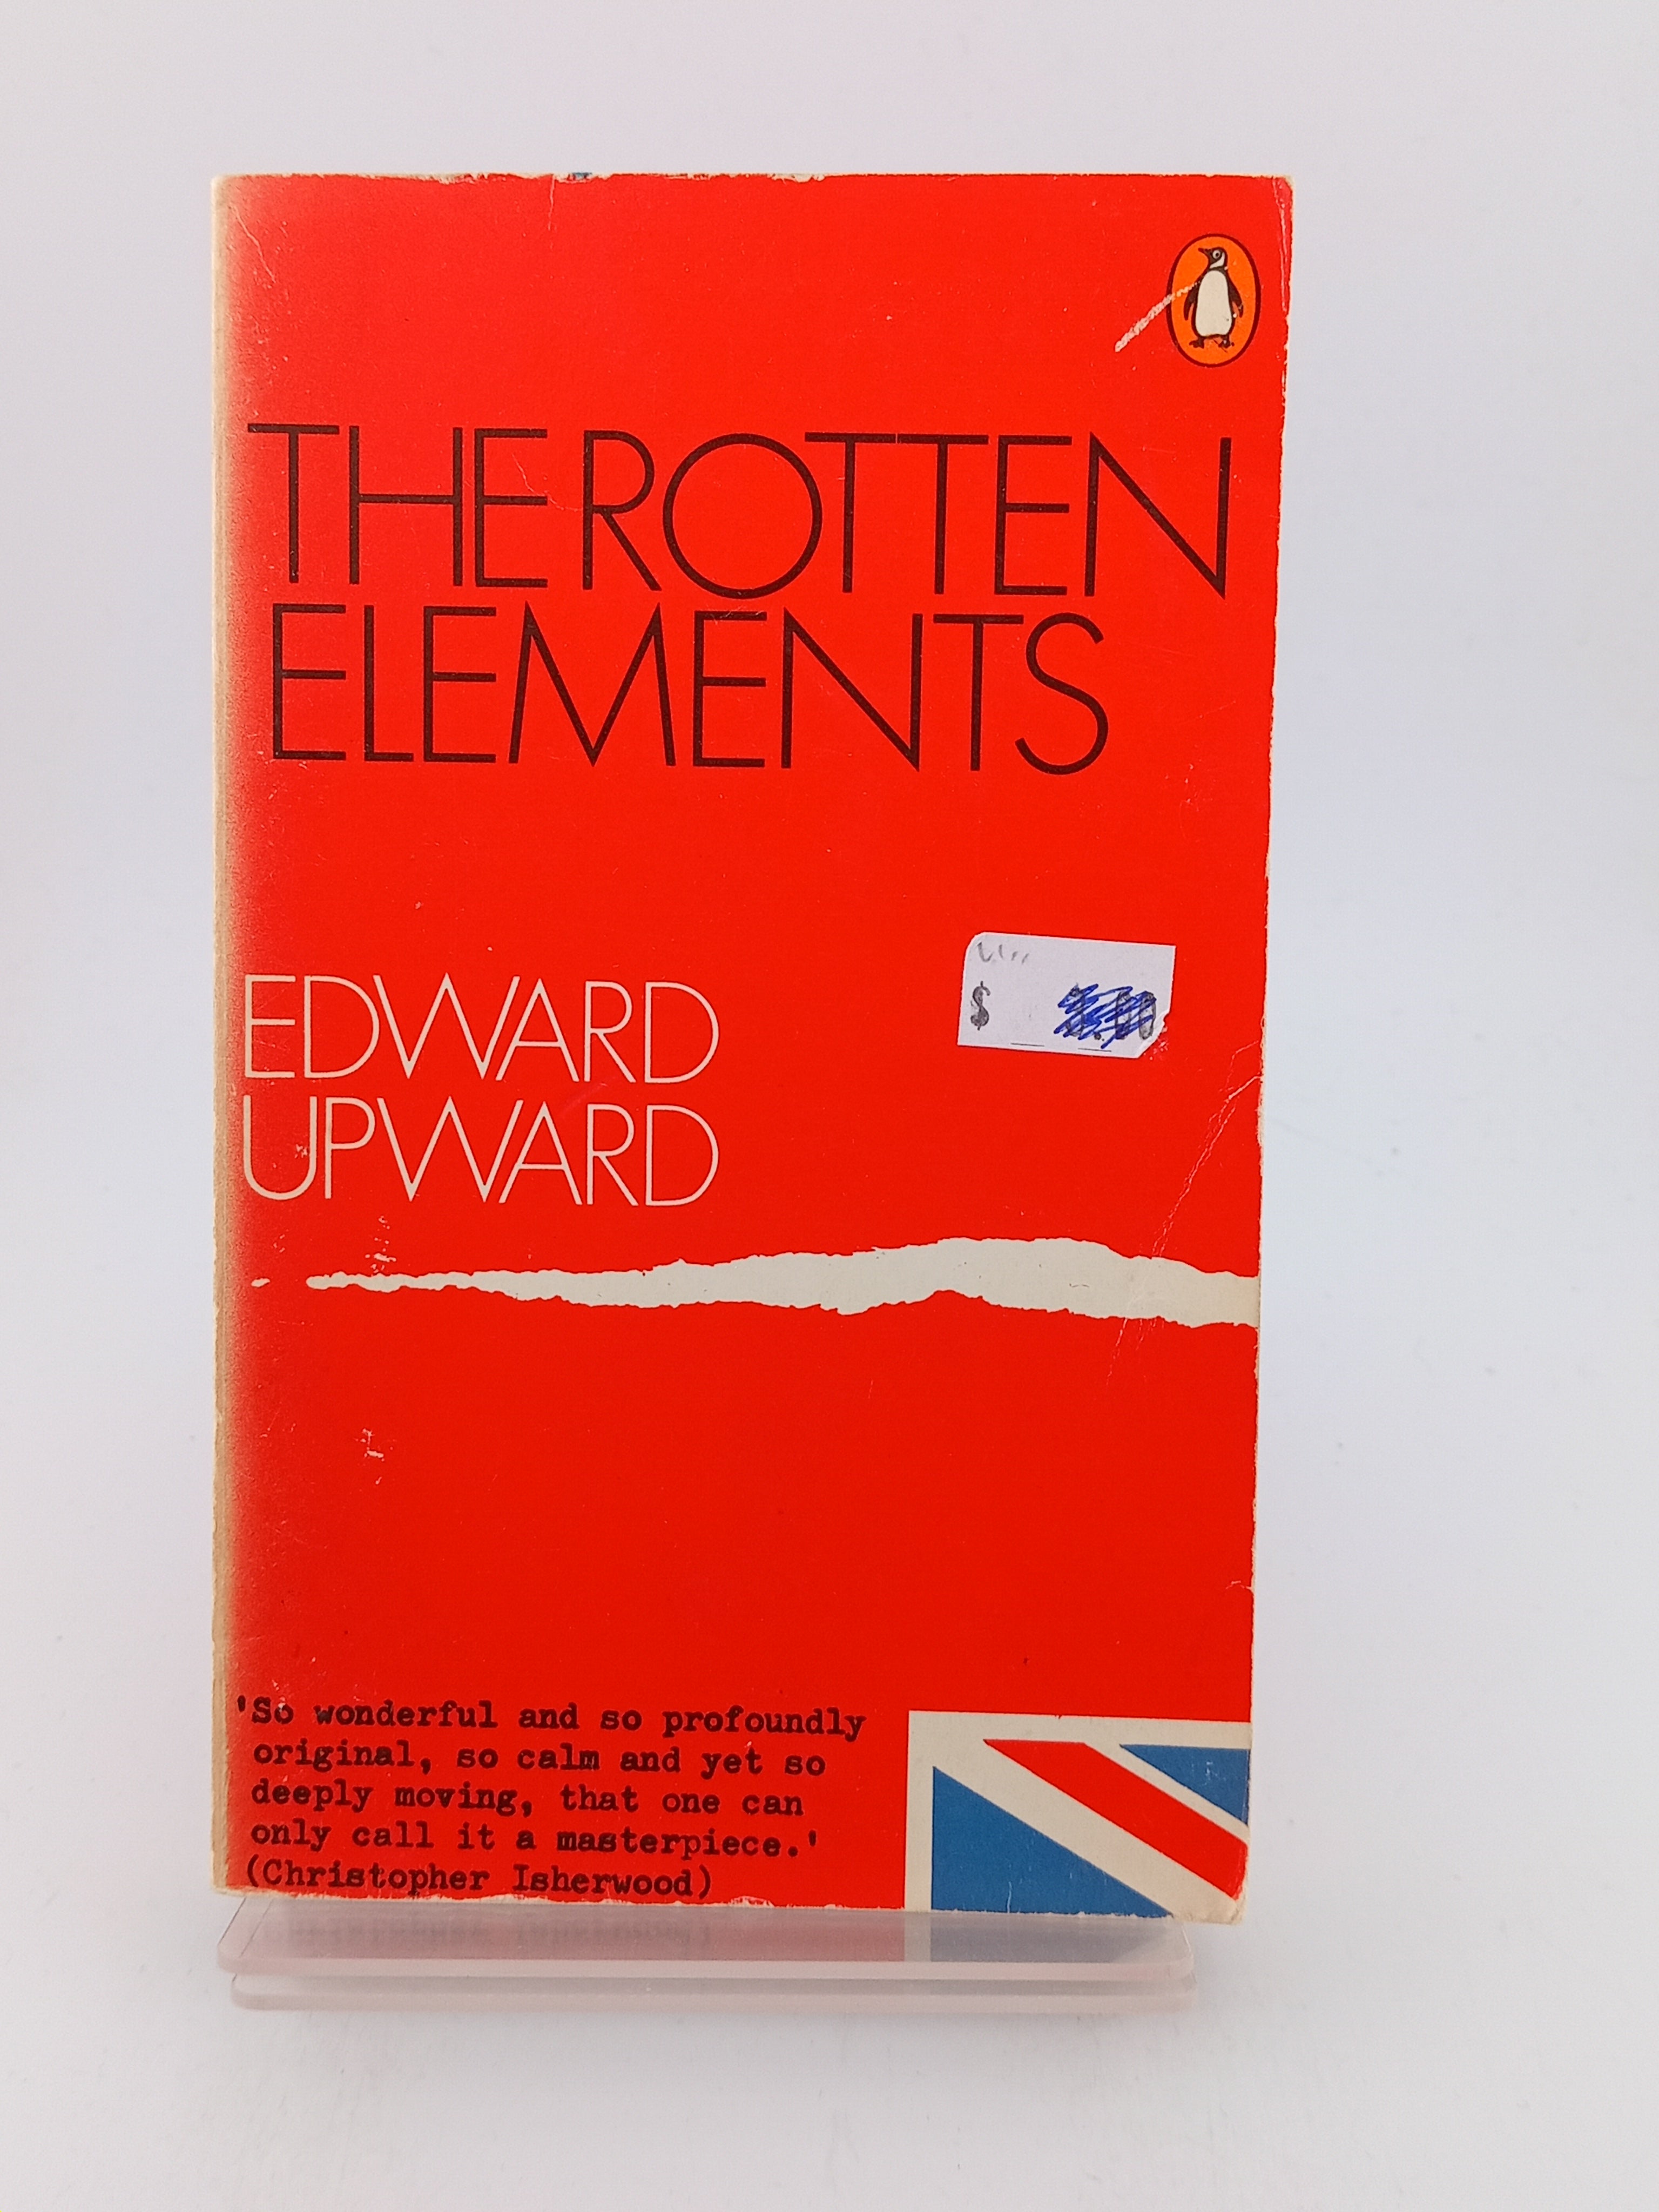 THE ROTTEN
ELEMENTS
EDWARD
UPWARD
$
'So wonderful and so profoundly
original, so calm and yet so
deeply moving, that one can
only call it a masterpiece.'
(Christopher Isherwood)